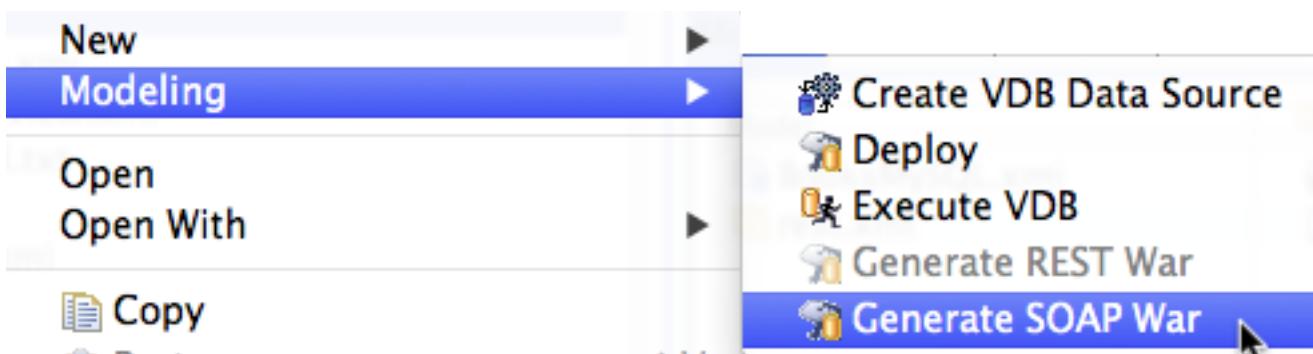 New
Modeling
Open
Open With
Copy
Create VDB Data Source
Deploy
Execute VDB
Generate REST War
Generate SOAP War